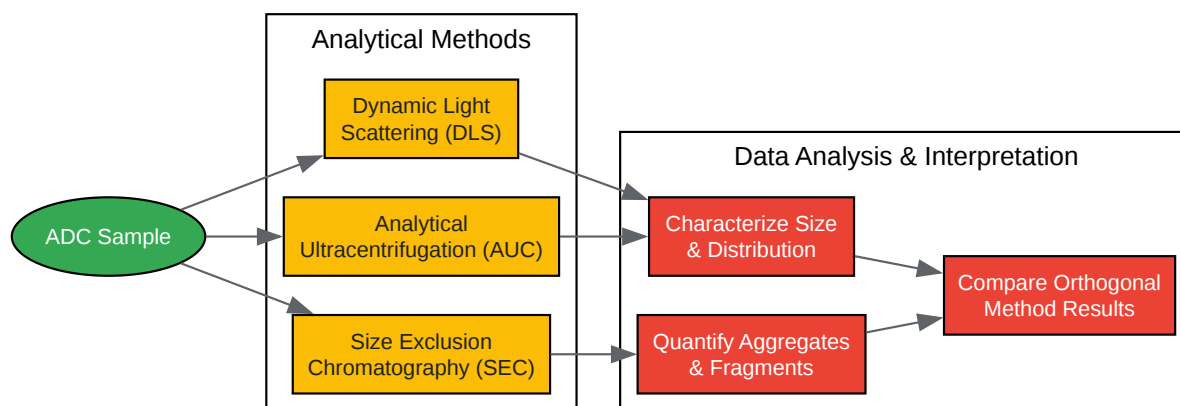 Analytical Methods
Dynamic Light
Scattering (DLS)
Data Analysis & Interpretation
ADC Sample
Analytical
Ultracentrifugation (AUC)
Characterize Size
& Distribution
Compare Orthogonal
Method Results
Size Exclusion
Chromatography (SEC)
Quantify Aggregates
& Fragments